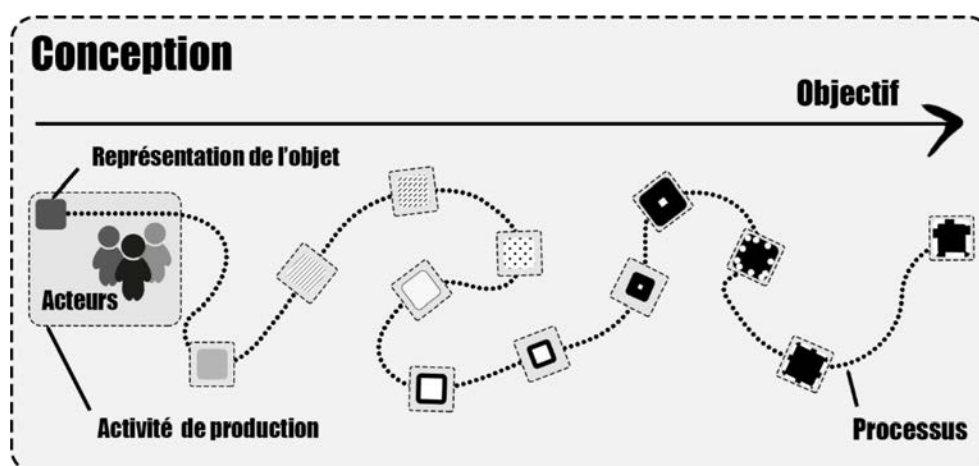 Conception
Objectif
Représentation de l'objet
Acteurs
Activité de production
Processus